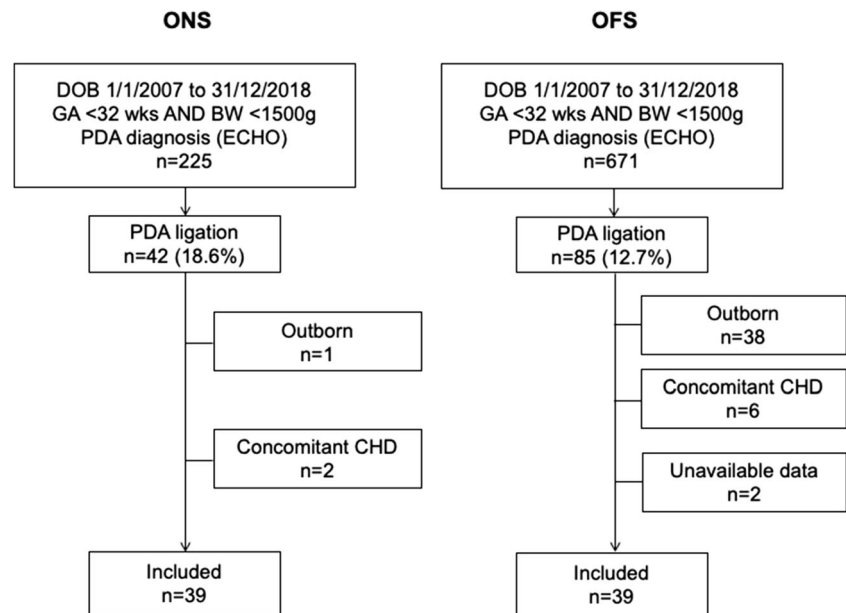 ONS
DOB 1/1/2007 to 31/12/2018
GA <32 wks AND BW <1500g
PDA diagnosis (ECHO)
n=225
PDA ligation
n=42 (18.6%)
Outborn
n=1
Concomitant CHD
n=2
Included
n=39
OFS
DOB 1/1/2007 to 31/12/2018
GA <32 wks AND BW <1500g
PDA diagnosis (ECHO)
n=671
PDA ligation
n=85 (12.7%)
Outborn
n=38
Concomitant CHD
n=6
Unavailable data
n=2
Included
n=39